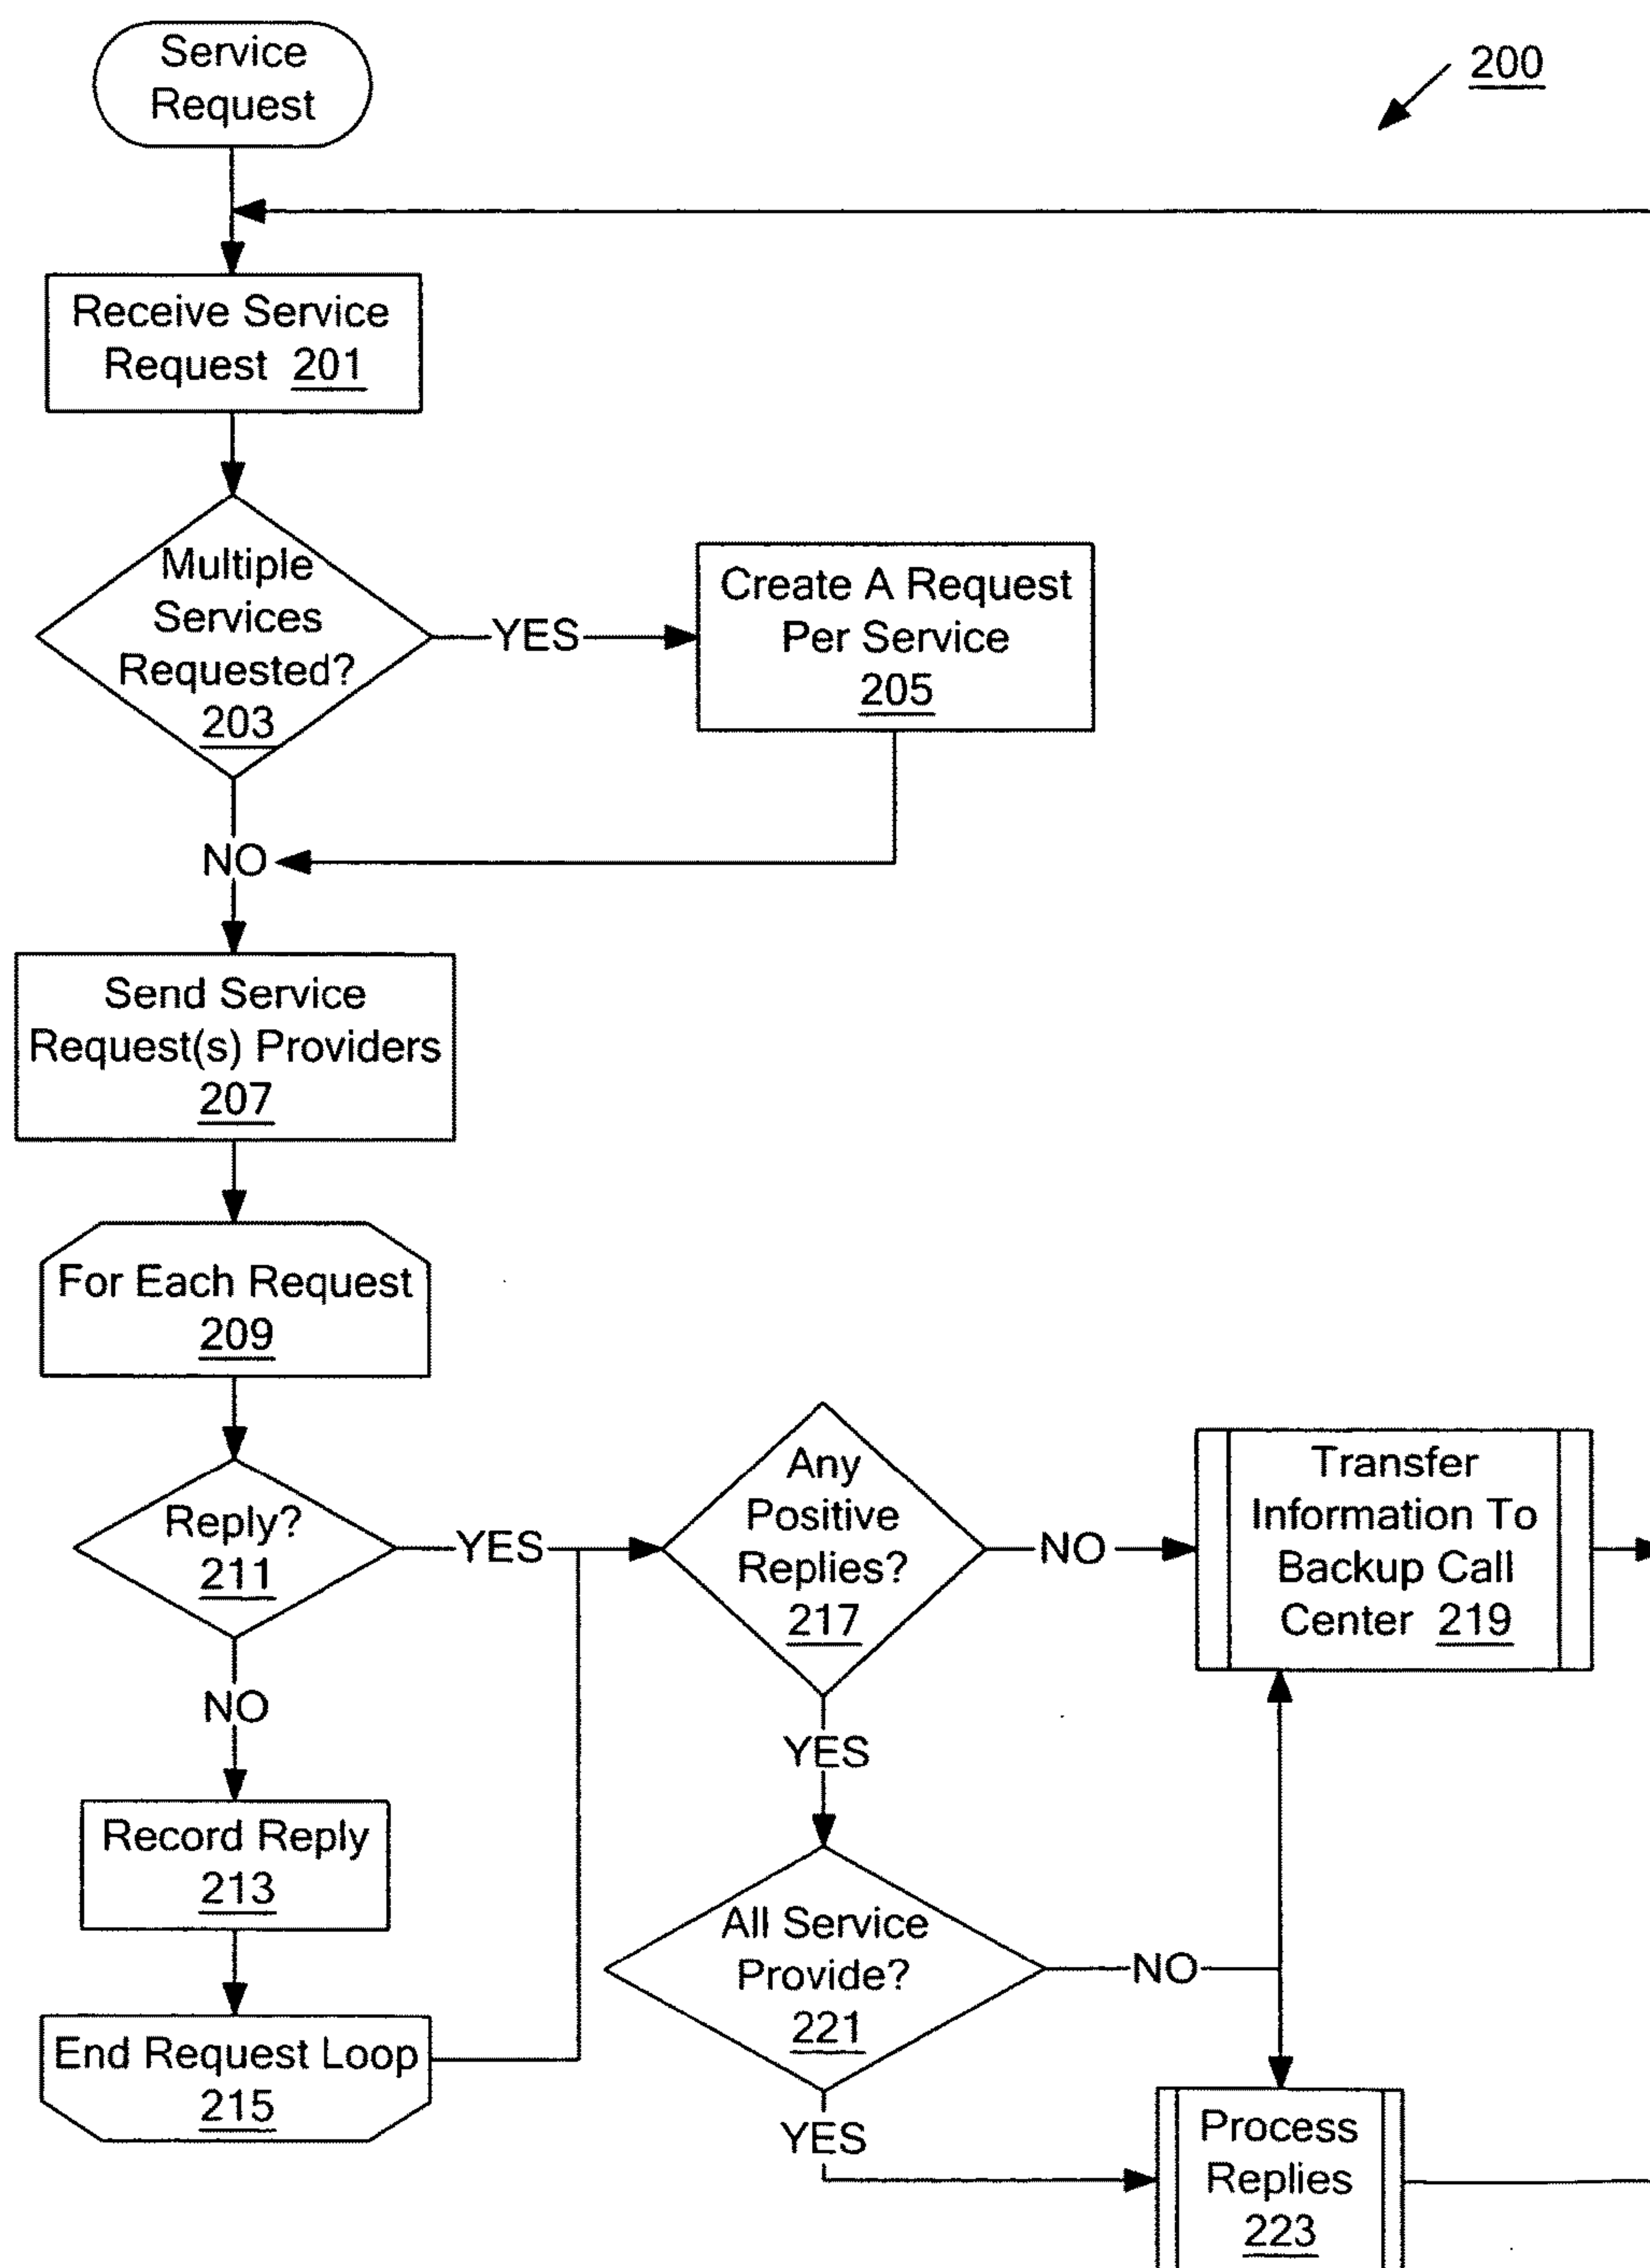 Service
Request
200
Receive Service
Request 201
Multiple
Services
Requested?
203
YES
Create A Request
Per Service
205
NO
Send Service
Request(s) Providers
207
For Each Request
209
Reply?
211
YES
Any
Positive
Replies?
217
NO
Transfer
Information To
Backup Call
Center 219
NO
YES
Record Reply
213
All Service
Provide?
221
NO
End Request Loop
215
YES
Process
Replies
223